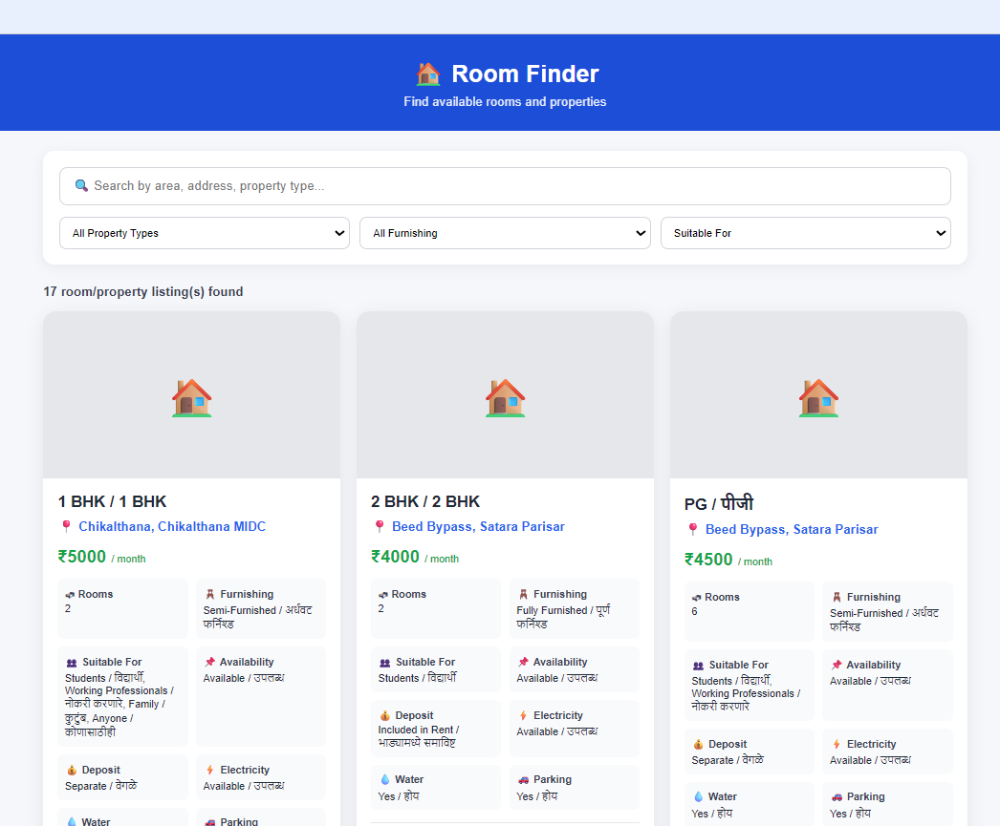 Room Finder
Find available rooms and properties
Search by area, address, property type...
All Property Types
All Furnishing
Suitable For
17 room/property listing(s) found
1 BHK / 1 BHK
Chikalthana, Chikalthana MIDC
₹5000 / month
Rooms
2
Furnishing
Semi-Furnished / अर्धवट
फर्निश्ड
Suitable For
Students / विद्यार्थी,
Working Professionals /
नोकरी करणारे, Family /
कुटुंब, Anyone /
कोणासाठीही
Availability
Available / उपलब्ध
Deposit
Separate / वेगळे
Electricity
Available / उपलब्ध
Water
Parking
2 BHK / 2 BHK
Beed Bypass, Satara Parisar
₹4000 / month
Rooms
2
Furnishing
Fully Furnished / पूर्ण
फर्निश्ड
Suitable For
Students / विद्यार्थी
Availability
Available / उपलब्ध
Deposit
Included in Rent /
भाड्यामध्ये समाविष्ट
Electricity
Available / उपलब्ध
Water
Yes / होय
Parking
Yes / होय
PG / पीजी
Beed Bypass, Satara Parisar
₹4500 / month
Rooms
6
Furnishing
Semi-Furnished / अर्धवट
फर्निश्ड
Suitable For
Students / विद्यार्थी,
Working Professionals /
नोकरी करणारे
Availability
Available / उपलब्ध
Deposit
Separate / वेगळे
Electricity
Available / उपलब्ध
Water
Yes / होय
Parking
Yes / होय